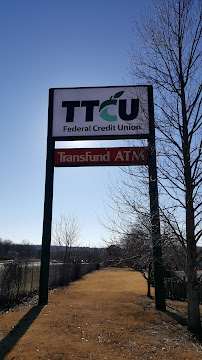 TTCU
Federal Credit Union
Transfund ATM